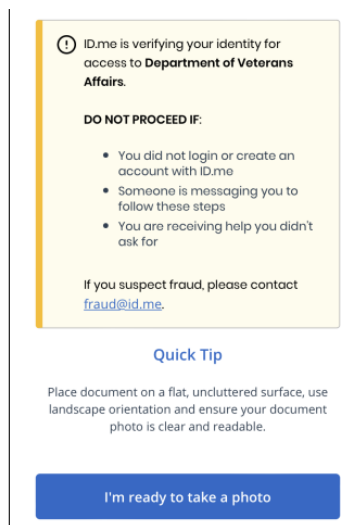 ID.me is verifying your identity for
access to Department of Veterans
Affairs.
DO NOT PROCEED IF:
• You did not login or create an
account with ID.me
• Someone is messaging you to
follow these steps
• You are receiving help you didn't
ask for
If you suspect fraud, please contact
fraud@id.me.
Quick Tip
Place document on a flat, uncluttered surface, use
landscape orientation and ensure your document
photo is clear and readable.
I'm ready to take a photo